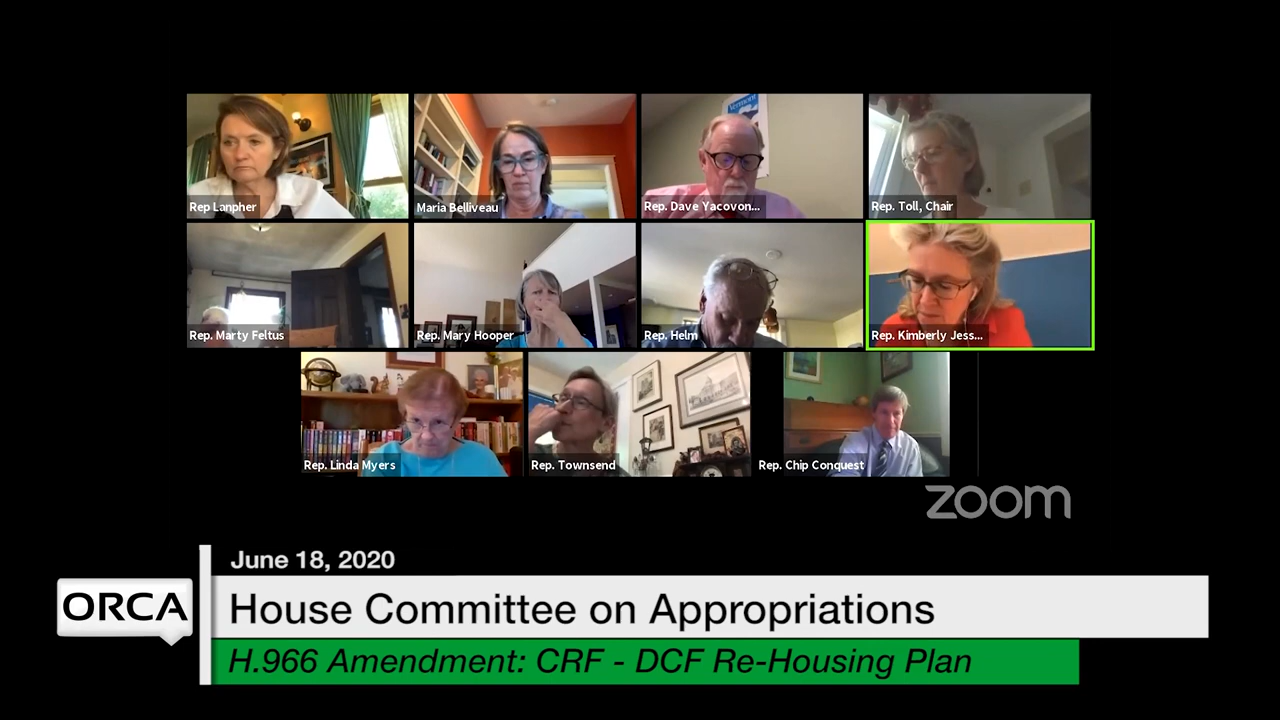 Vermont
Rep Lanpher
Maria Belliveau
Rep. Dave Yacovon...
Rep. Toll, Chair
Rep. Marty Feltus
Rep. Mary Hooper
Rep. Helm
Rep. Kimberly Jess...
Rep. Linda Myers
Rep. Townsend
Rep. Chip Conquest
zoom
June 18, 2020
ORCA
House Committee on Appropriations
H.966 Amendment: CRF - DCF Re-Housing Plan